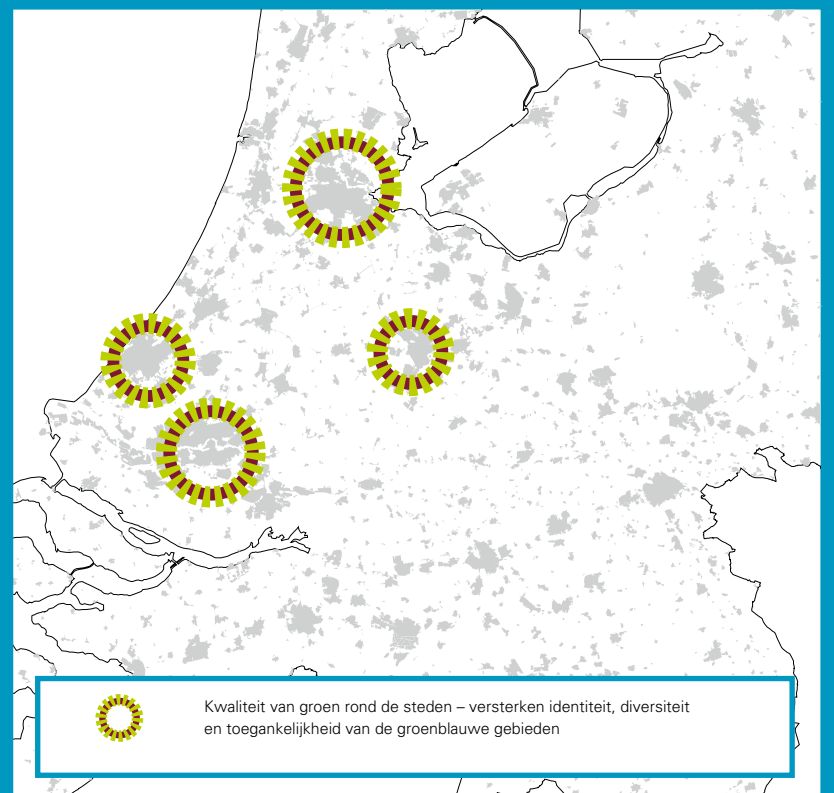 Kwaliteit van groen rond de steden – versterken identiteit, diversiteit
en toegankelijkheid van de groenblauwe gebieden